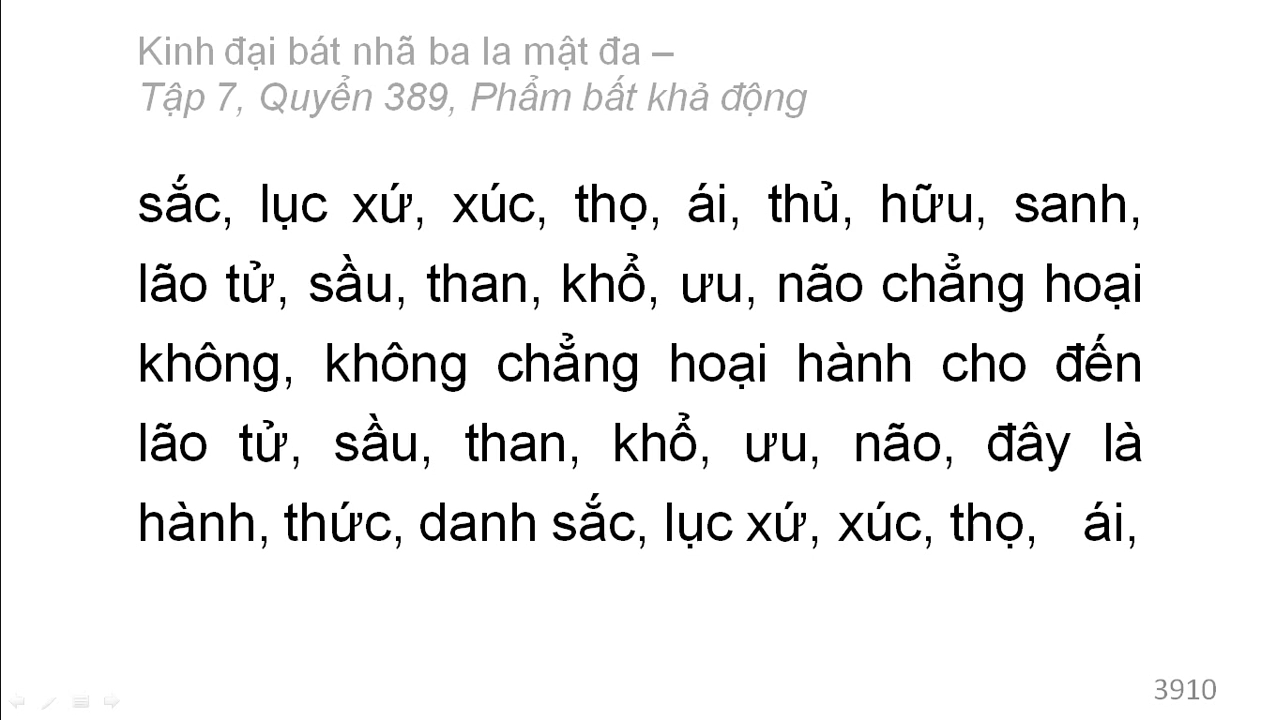 Kinh đại bát nhã ba la mật đa –
Tập 7, Quyển 389, Phẩm bất khả động
sắc, lục xứ, xúc, thọ, ái, thủ, hữu, sanh,
lão tử, sầu, than, khổ, ưu, não chẳng hoại
không, không chẳng hoại hành cho đến
lão tử, sầu, than, khổ, ưu, não, đây là
hành, thức, danh sắc, lục xứ, xúc, thọ, ái,
3910